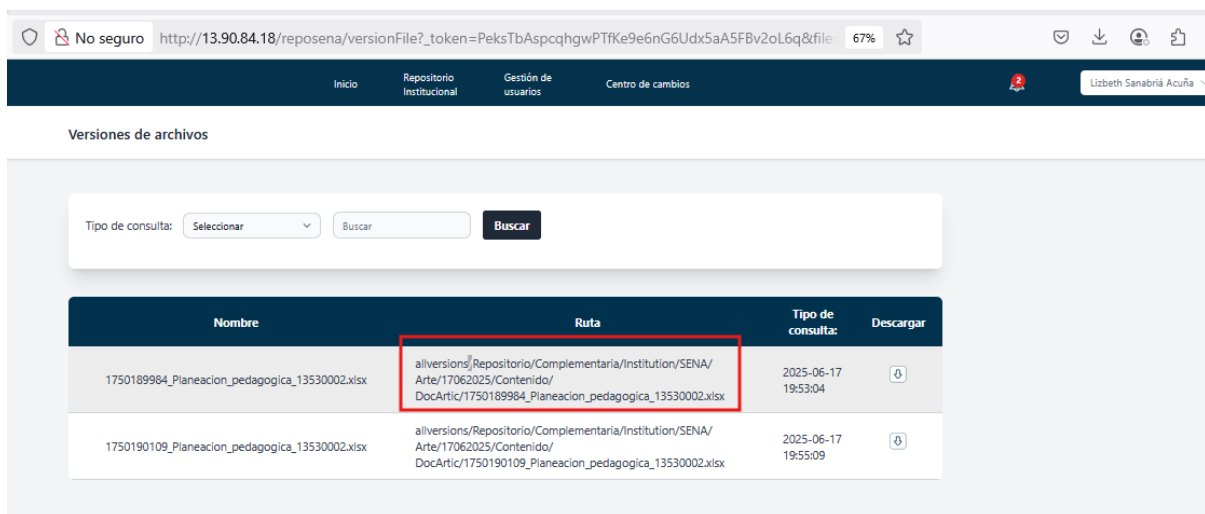 No seguro http://13.90.84.18/reposena/versionFile?_token=PeksTbAspcqhgwPTfKe9e6nG6Udx5aA5FBv2oL6q&file= 67%
Inicio
Repositorio
Institucional
Gestión de
usuarios
Centro de cambios
2
Lizbeth Sanabriá Acuña
Versiones de archivos
Tipo de consulta: Seleccionar Buscar Buscar
Nombre
Ruta
Tipo de
consulta:
Descargar
1750189984_Planeacion_pedagogica_13530002.xlsx
allversions/Repositorio/Complementaria/Institution/SENA/
Arte/17062025/Contenido/
DocArtic/1750189984_Planeacion_pedagogica_13530002.xlsx
2025-06-17
19:53:04
1750190109_Planeacion_pedagogica_13530002.xlsx
allversions/Repositorio/Complementaria/Institution/SENA/
Arte/17062025/Contenido/
DocArtic/1750190109_Planeacion_pedagogica_13530002.xlsx
2025-06-17
19:55:09